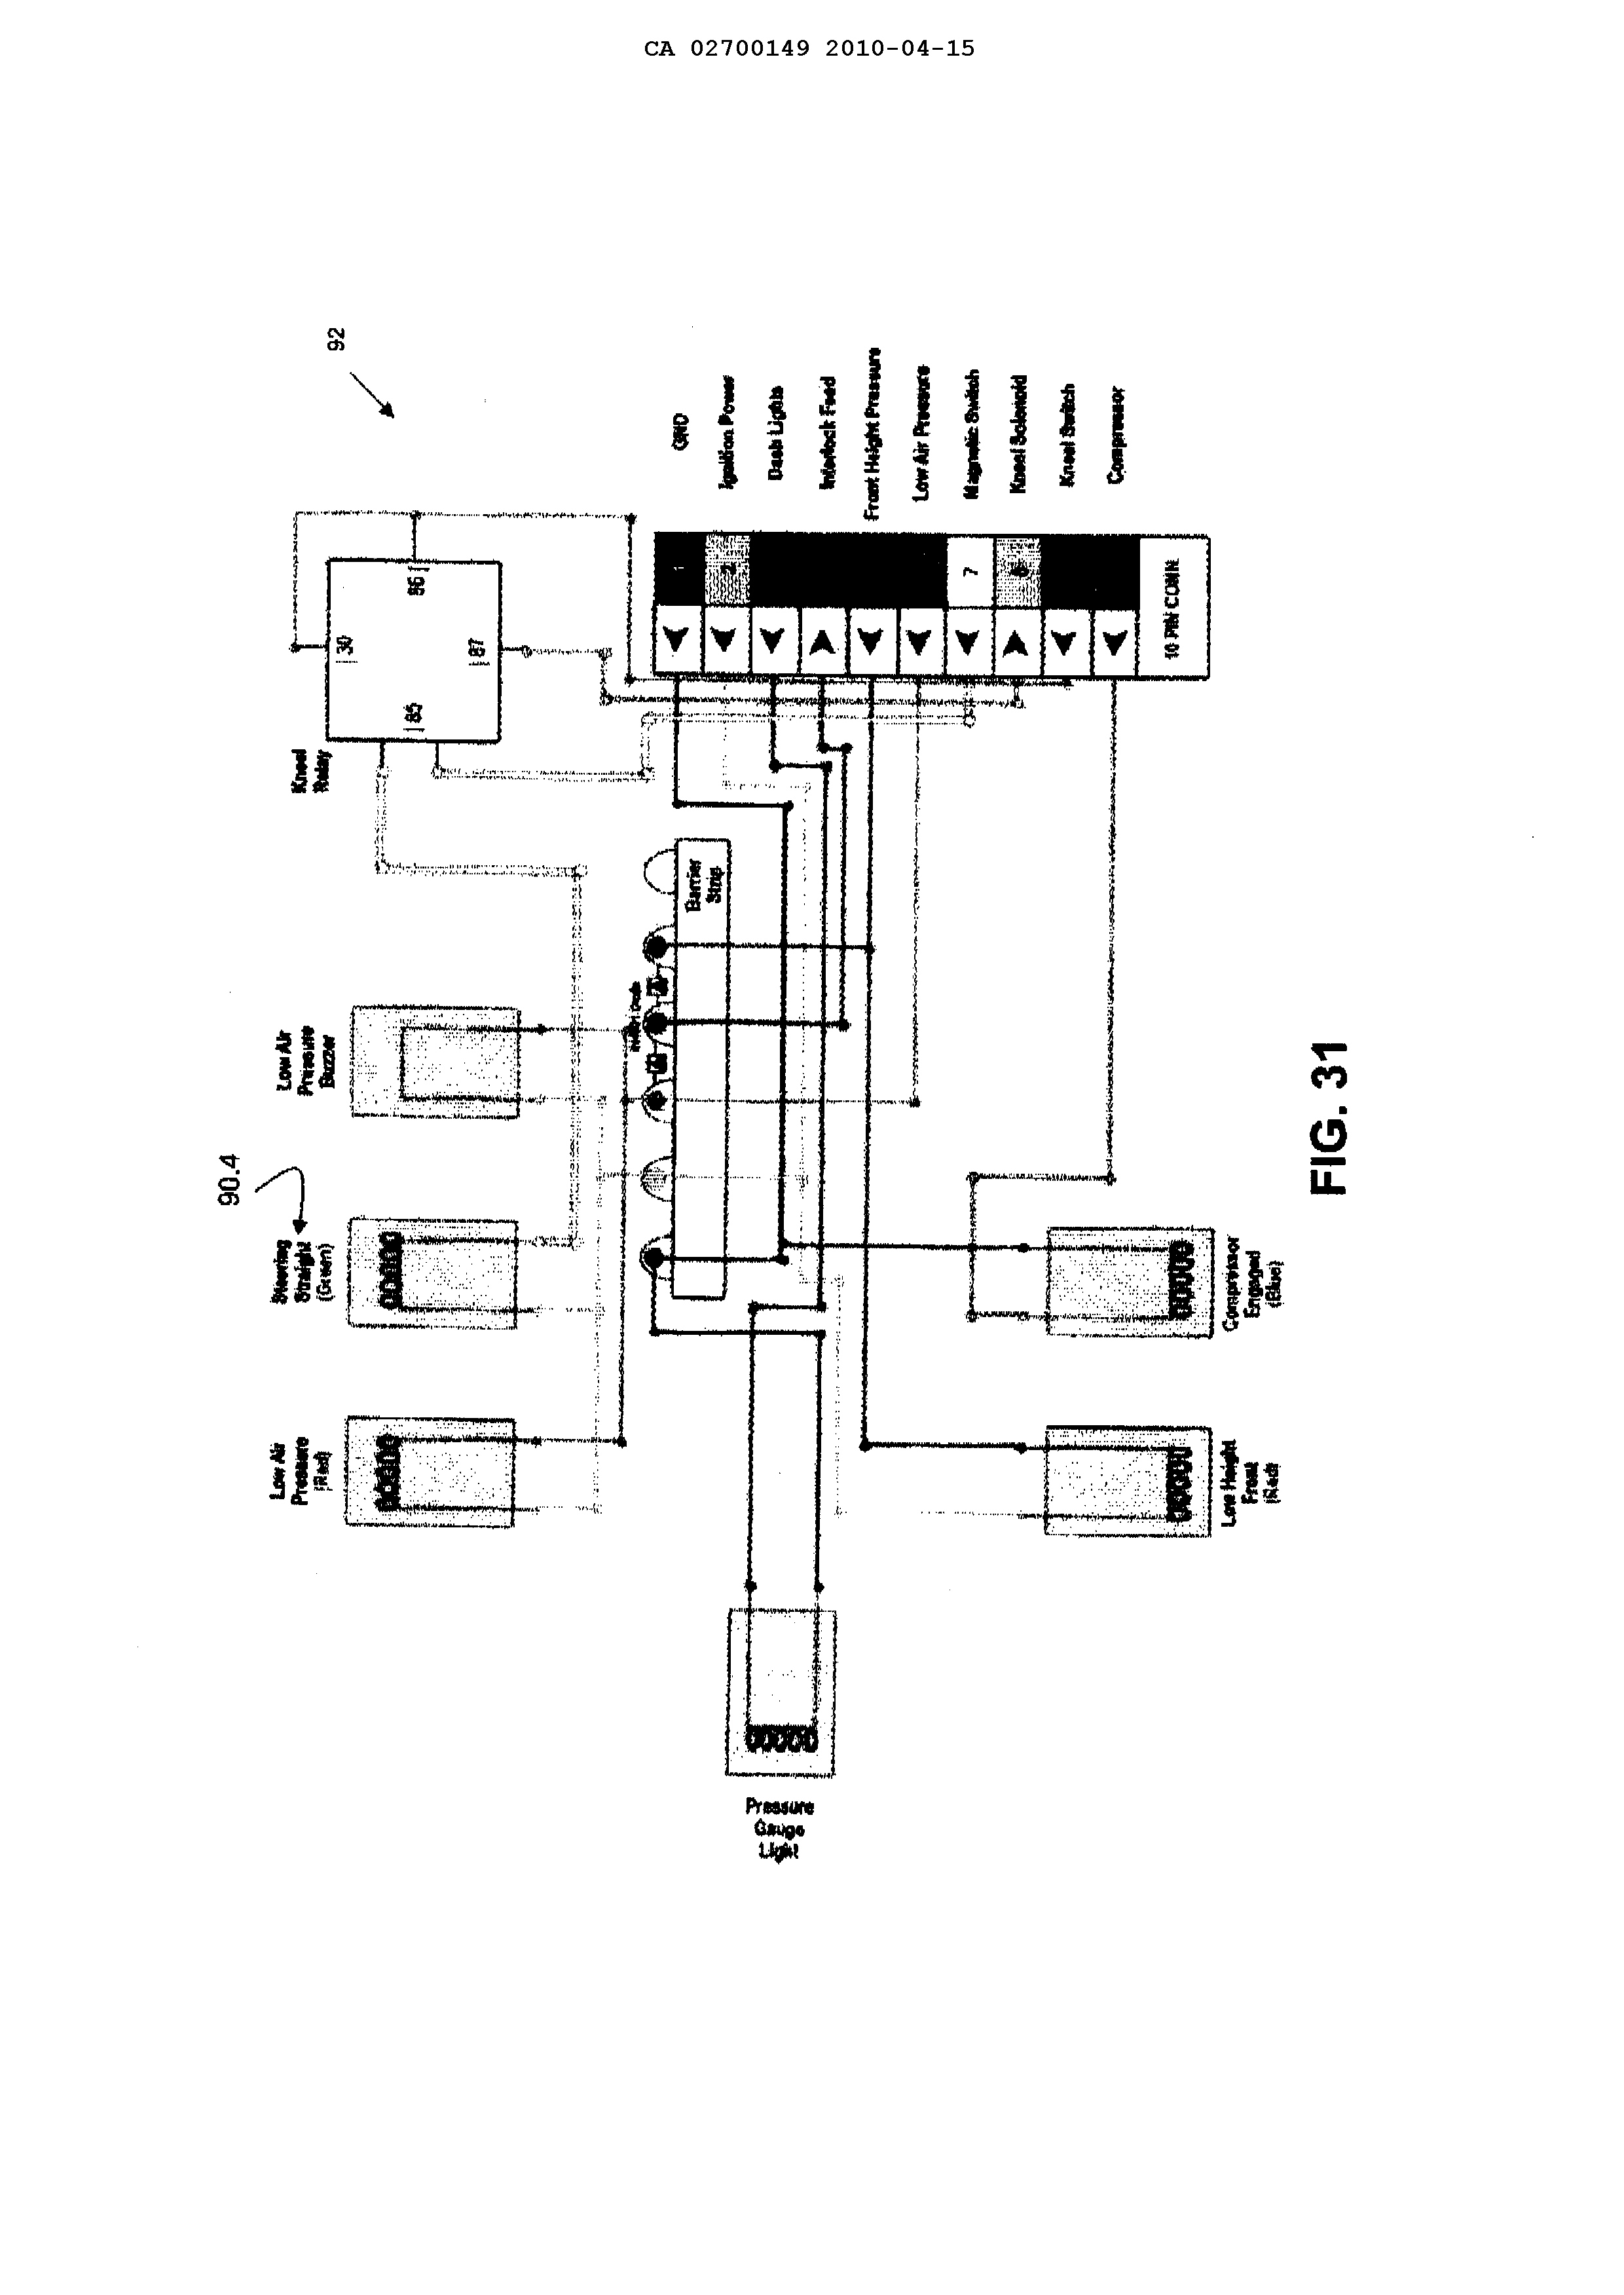 CA 02700149 2010-04-15
92
90.4
Low Air
Pressure
(Red)
Steering
Straight
(Green)
Low Air
Pressure
Buzzer
Kneel
Relay
30
86
85
87
GND
Ignition Power
Dash Lights
Interlock Feed
Front Height Pressure
Low Air Pressure
Magnetic Switch
Kneel Solenoid
Kneel Switch
Compressor
1
2
7
8
10 PIN CONN
Barrier
Strip
Pressure
Gauge
Light
Low Height
Front
(Red)
Compressor
Engaged
(Blue)
FIG. 31